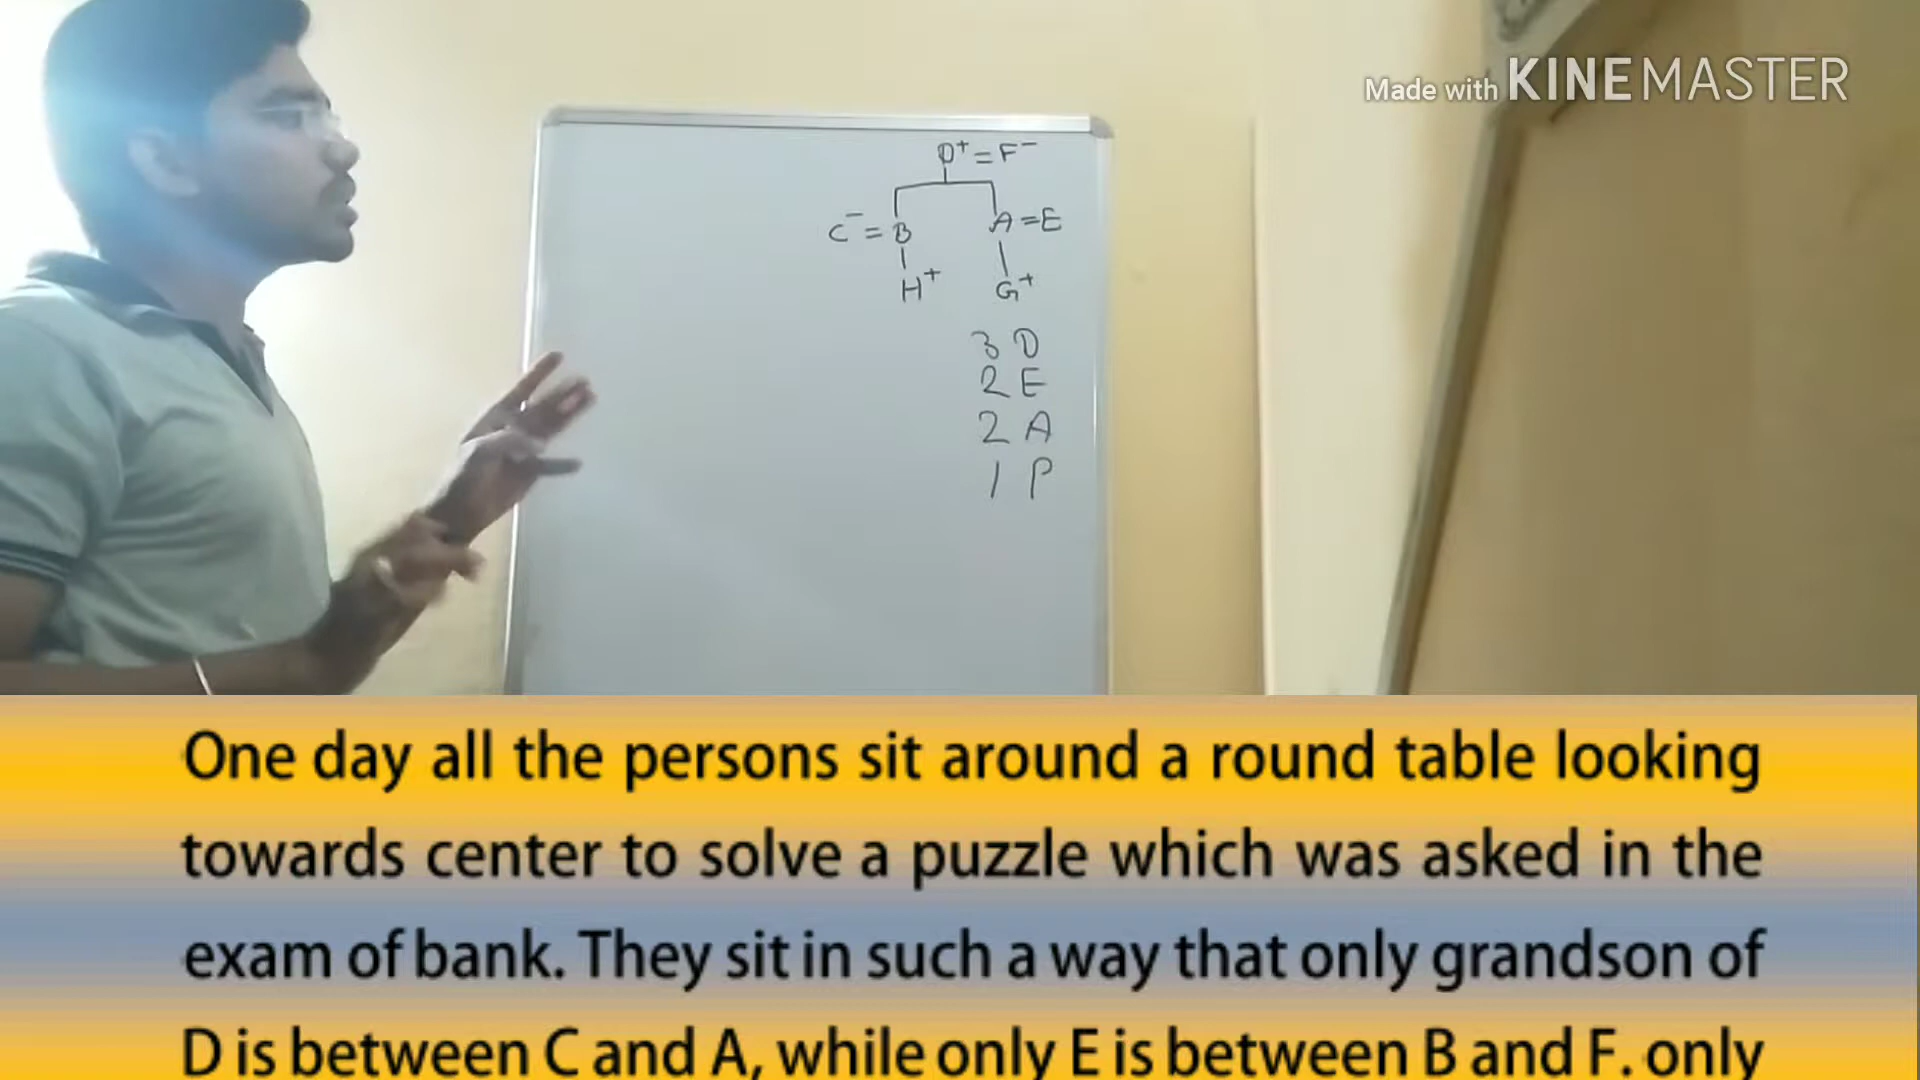 Made with KINEMASTER
D+ = F-
C- = B A = E
H+ G+
3 D
2 E
2 A
1 P
One day all the persons sit around a round table looking
towards center to solve a puzzle which was asked in the
exam of bank. They sit in such a way that only grandson of
D is between C and A, while only E is between B and F. only